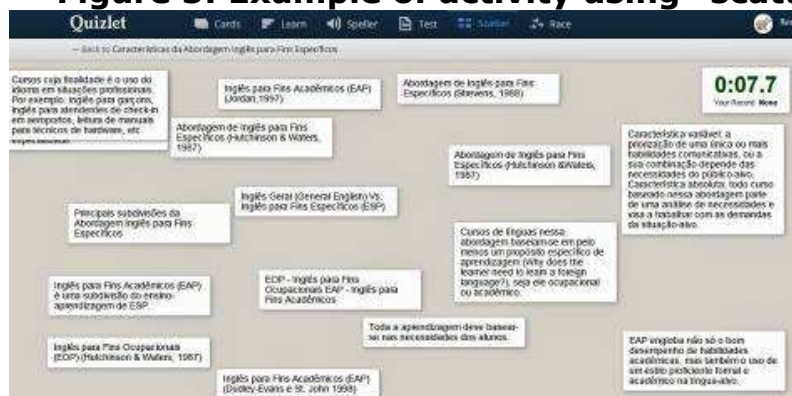 Quizlet
Cards
Learn
Speller
Test
Scatter
Race
← Back to Características da Abordagem Inglês para Fins Específicos
Cursos cuja finalidade é o uso do
idioma em situações profissionais.
Por exemplo: inglês para garçons,
inglês para atendentes de check-in
em aeroportos, leitura de manuais
para técnicos de hardware, etc
Inglês para Fins Acadêmicos (EAP)
(Jordan,1997)
Abordagem de Inglês para Fins
Específicos (Strevens, 1988)
0:07.7
Your Record: None
Abordagem de Inglês para Fins
Específicos (Hutchinson & Waters,
1987)
Abordagem de Inglês para Fins
Específicos (Hutchinson &Waters,
1987)
Característica variável: a
priorização de uma única ou mais
habilidades comunicativas, ou a
sua combinação depende das
necessidades do público-alvo.
Característica absoluta: todo curso
baseado nessa abordagem parte
de uma análise de necessidades e
visa a trabalhar com as demandas
da situação-alvo.
Inglês Geral (General English) Vs.
Inglês para Fins Específicos (ESP)
Principais subdivisões da
Abordagem Inglês para Fins
Específicos
Cursos de línguas nessa
abordagem baseiam-se em pelo
menos um propósito específico de
aprendizagem (Why does the
learner need to learn a foreign
language?), seja ele ocupacional
ou acadêmico.
Inglês para Fins Acadêmicos (EAP)
é uma subdivisão do ensino-
aprendizagem de ESP.
EOP - Inglês para Fins
Ocupacionais EAP - Inglês para
Fins Acadêmicos
Toda a aprendizagem deve basear-
se nas necessidades dos alunos.
Inglês para Fins Ocupacionais
(EOP) (Hutchinson & Waters, 1987)
EAP engloba não só o bom
desempenho de habilidades
acadêmicas, mas também o uso de
um estilo proficiente formal e
acadêmico na língua-alvo.
Inglês para Fins Acadêmicos (EAP)
(Dudley-Evans e St. John 1998)